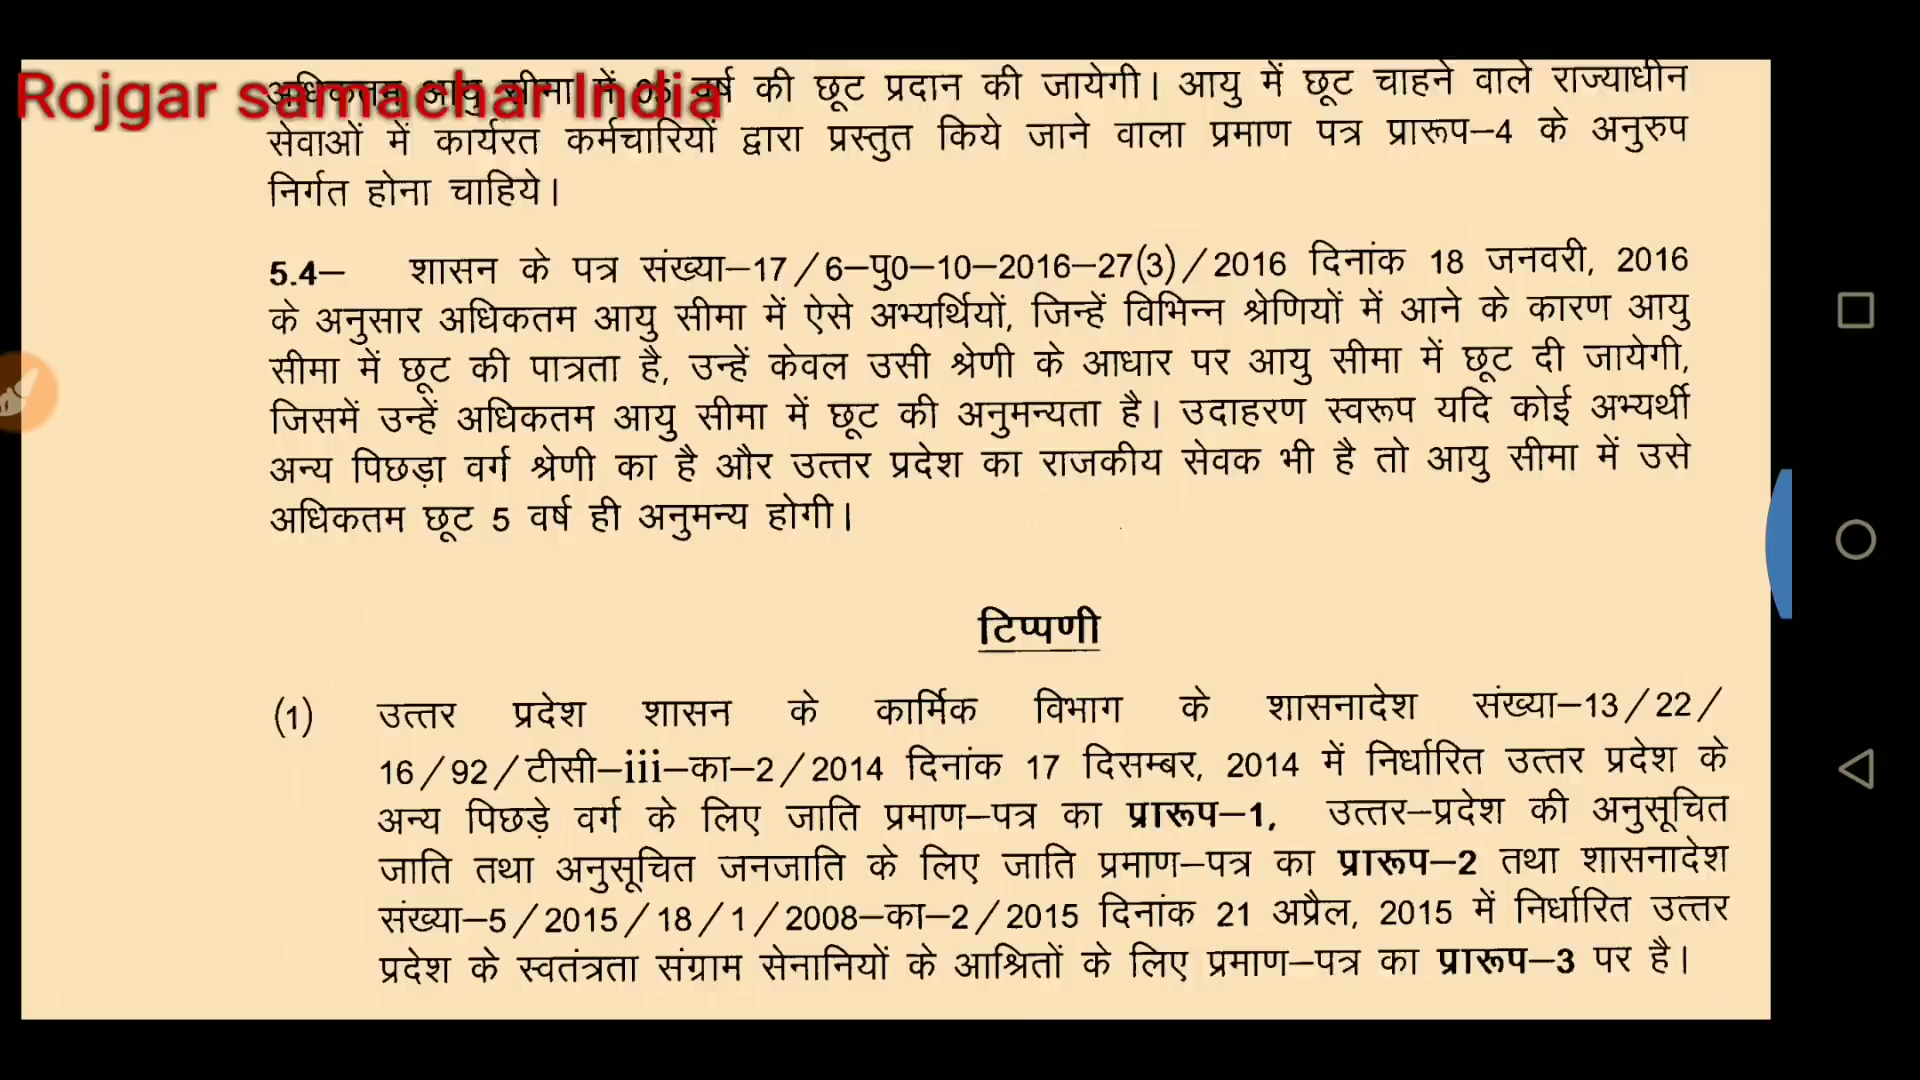 Rojgar samachar India
अधिकतम आयु सीमा में 05 वर्ष की छूट प्रदान की जायेगी। आयु में छूट चाहने वाले राज्याधीन
सेवाओं में कार्यरत कर्मचारियों द्वारा प्रस्तुत किये जाने वाला प्रमाण पत्र प्रारूप–4 के अनुरुप
निर्गत होना चाहिये।
5.4– शासन के पत्र संख्या–17/6–पु0–10–2016–27(3)/2016 दिनांक 18 जनवरी, 2016
के अनुसार अधिकतम आयु सीमा में ऐसे अभ्यर्थियों, जिन्हें विभिन्न श्रेणियों में आने के कारण आयु
सीमा में छूट की पात्रता है, उन्हें केवल उसी श्रेणी के आधार पर आयु सीमा में छूट दी जायेगी,
जिसमें उन्हें अधिकतम आयु सीमा में छूट की अनुमन्यता है। उदाहरण स्वरूप यदि कोई अभ्यर्थी
अन्य पिछड़ा वर्ग श्रेणी का है और उत्तर प्रदेश का राजकीय सेवक भी है तो आयु सीमा में उसे
अधिकतम छूट 5 वर्ष ही अनुमन्य होगी।
टिप्पणी
(1) उत्तर प्रदेश शासन के कार्मिक विभाग के शासनादेश संख्या–13/22/
16/92/टीसी–iii–का–2/2014 दिनांक 17 दिसम्बर, 2014 में निर्धारित उत्तर प्रदेश के
अन्य पिछड़े वर्ग के लिए जाति प्रमाण–पत्र का प्रारूप–1, उत्तर–प्रदेश की अनुसूचित
जाति तथा अनुसूचित जनजाति के लिए जाति प्रमाण–पत्र का प्रारूप–2 तथा शासनादेश
संख्या–5/2015/18/1/2008–का–2/2015 दिनांक 21 अप्रैल, 2015 में निर्धारित उत्तर
प्रदेश के स्वतंत्रता संग्राम सेनानियों के आश्रितों के लिए प्रमाण–पत्र का प्रारूप–3 पर है।